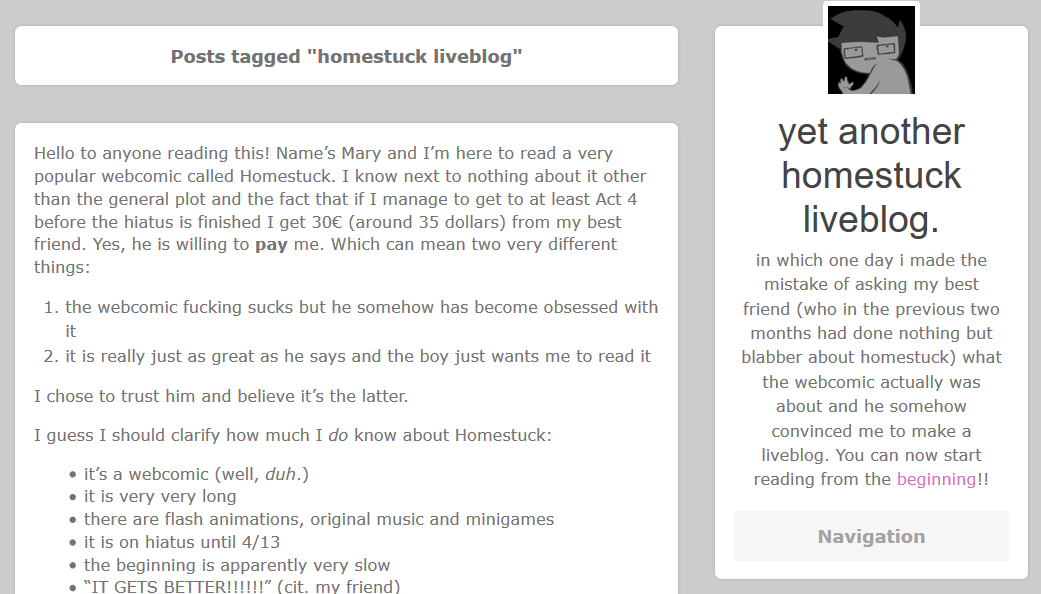 Posts tagged "homestuck liveblog"
Hello to anyone reading this! Name’s Mary and I’m here to read a very
popular webcomic called Homestuck. I know next to nothing about it other
than the general plot and the fact that if I manage to get to at least Act 4
before the hiatus is finished I get 30€ (around 35 dollars) from my best
friend. Yes, he is willing to pay me. Which can mean two very different
things:
1. the webcomic fucking sucks but he somehow has become obsessed with
it
2. it is really just as great as he says and the boy just wants me to read it
I chose to trust him and believe it’s the latter.
I guess I should clarify how much I do know about Homestuck:
• it’s a webcomic (well, duh.)
• it is very very long
• there are flash animations, original music and minigames
• it is on hiatus until 4/13
• the beginning is apparently very slow
• “IT GETS BETTER!!!!!!” (cit. my friend)
yet another
homestuck
liveblog.
in which one day i made the
mistake of asking my best
friend (who in the previous two
months had done nothing but
blabber about homestuck) what
the webcomic actually was
about and he somehow
convinced me to make a
liveblog. You can now start
reading from the beginning!!
Navigation